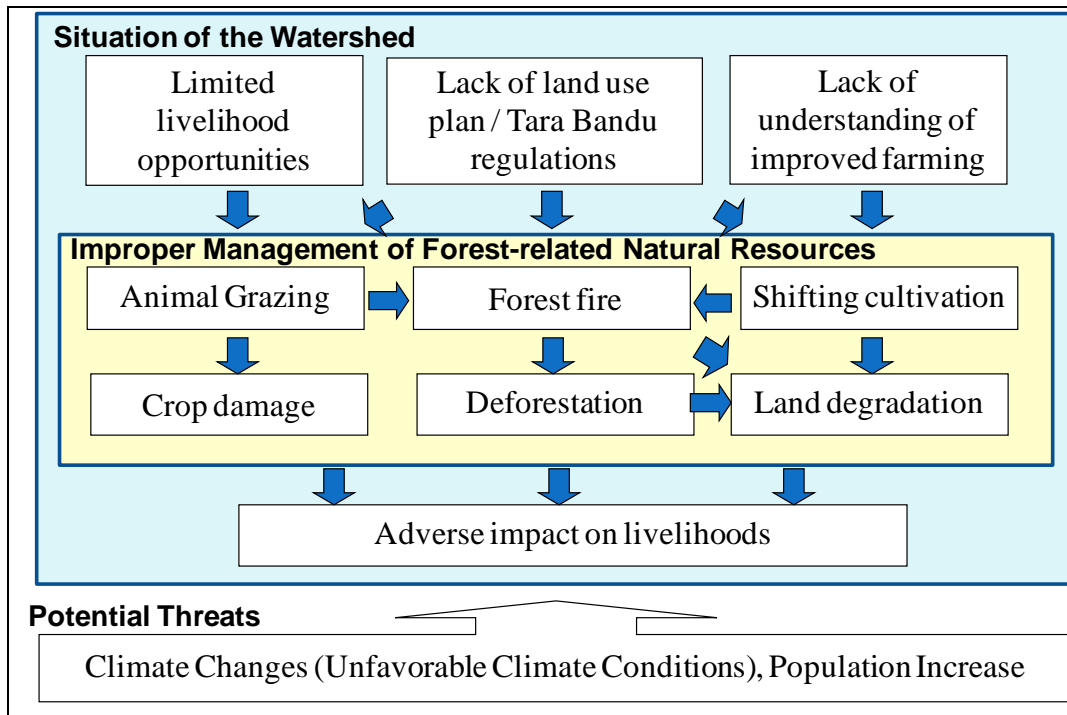 Situation of the Watershed
Limited
livelihood
opportunities
Lack of land use
plan / Tara Bandu
regulations
Lack of
understanding of
improved farming
Improper Management of Forest-related Natural Resources
Animal Grazing
Forest fire
Shifting cultivation
Crop damage
Deforestation
Land degradation
Adverse impact on livelihoods
Potential Threats
Climate Changes (Unfavorable Climate Conditions), Population Increase